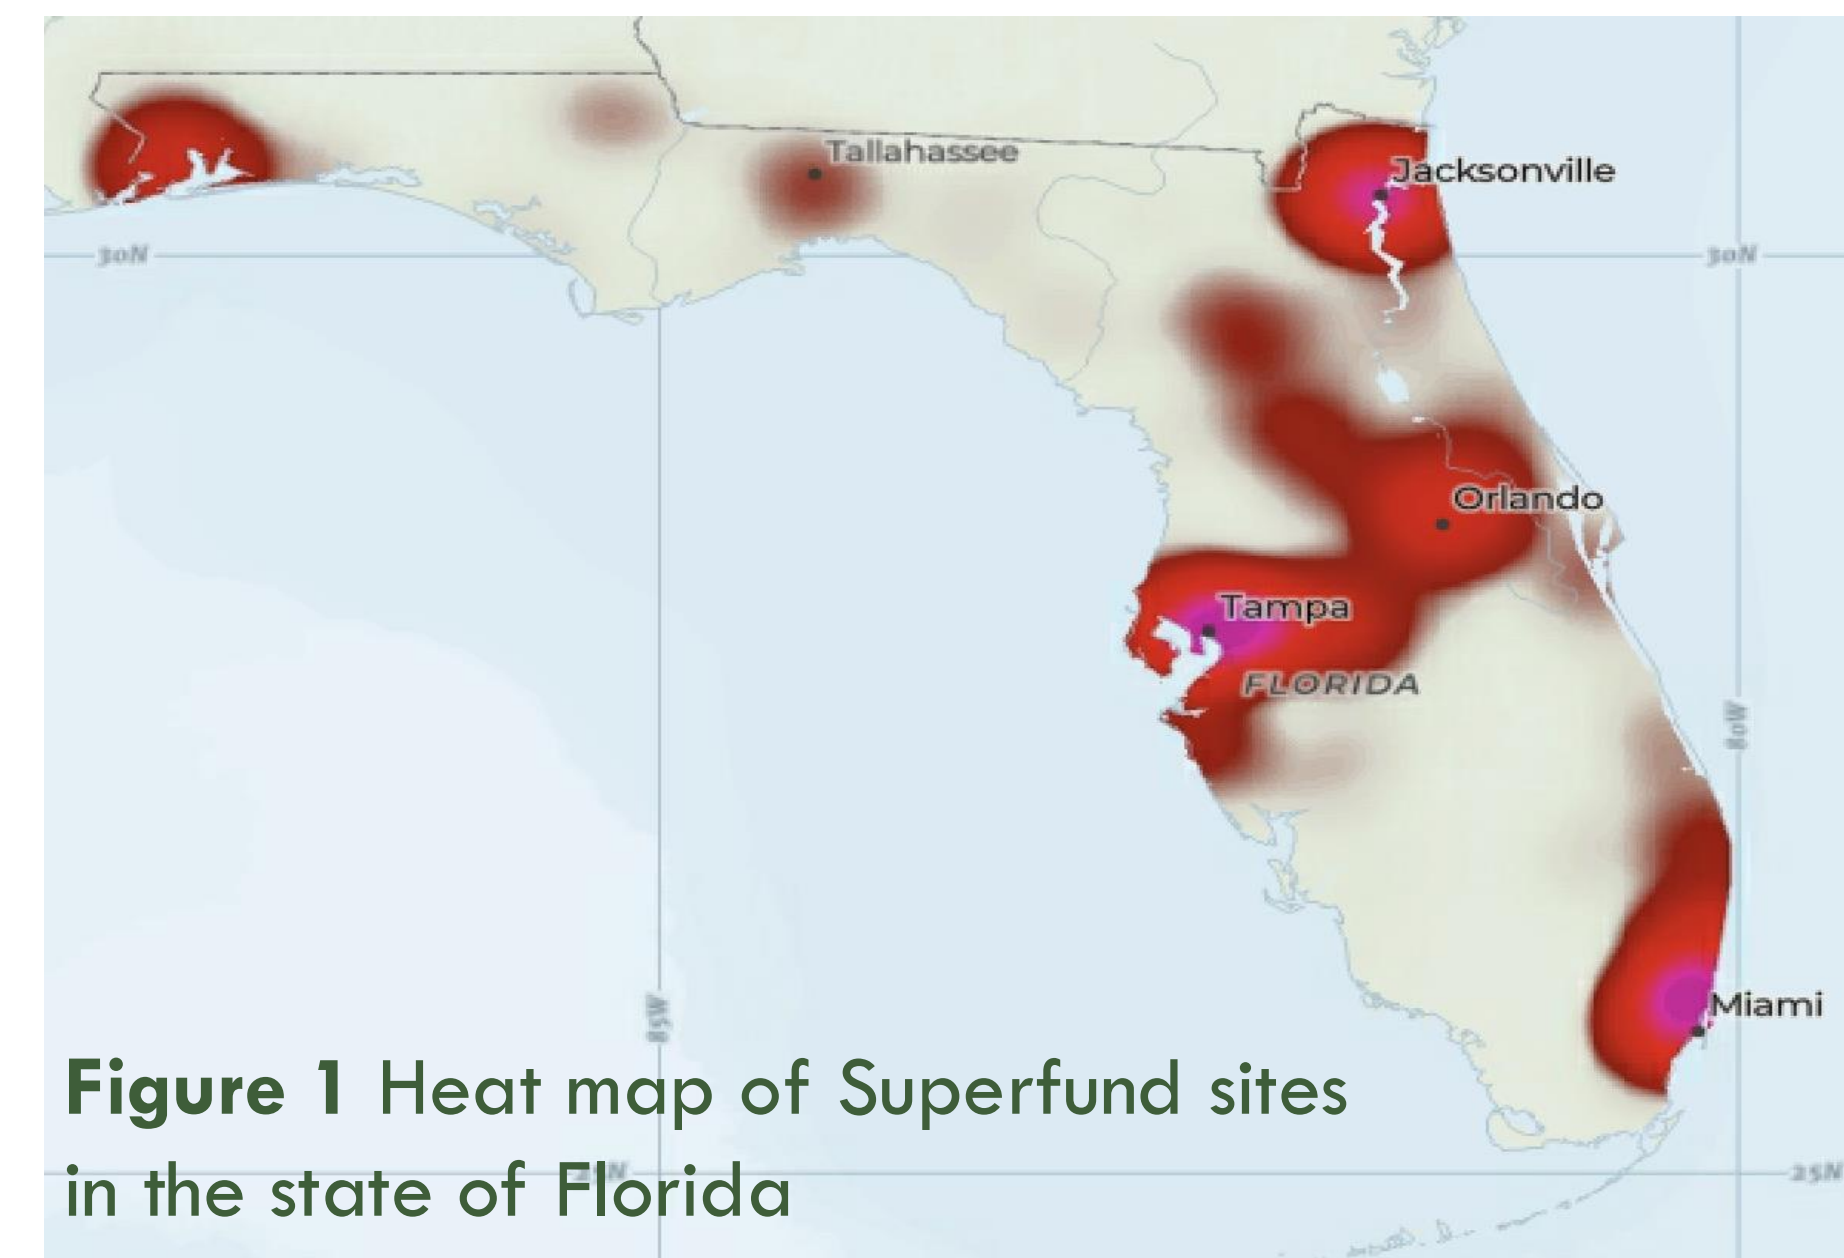 Tallahassee
Jacksonville
30N
30N
Orlando
Tampa
FLORIDA
80W
85W
Miami
Figure 1 Heat map of Superfund sites
in the state of Florida
25N
25N